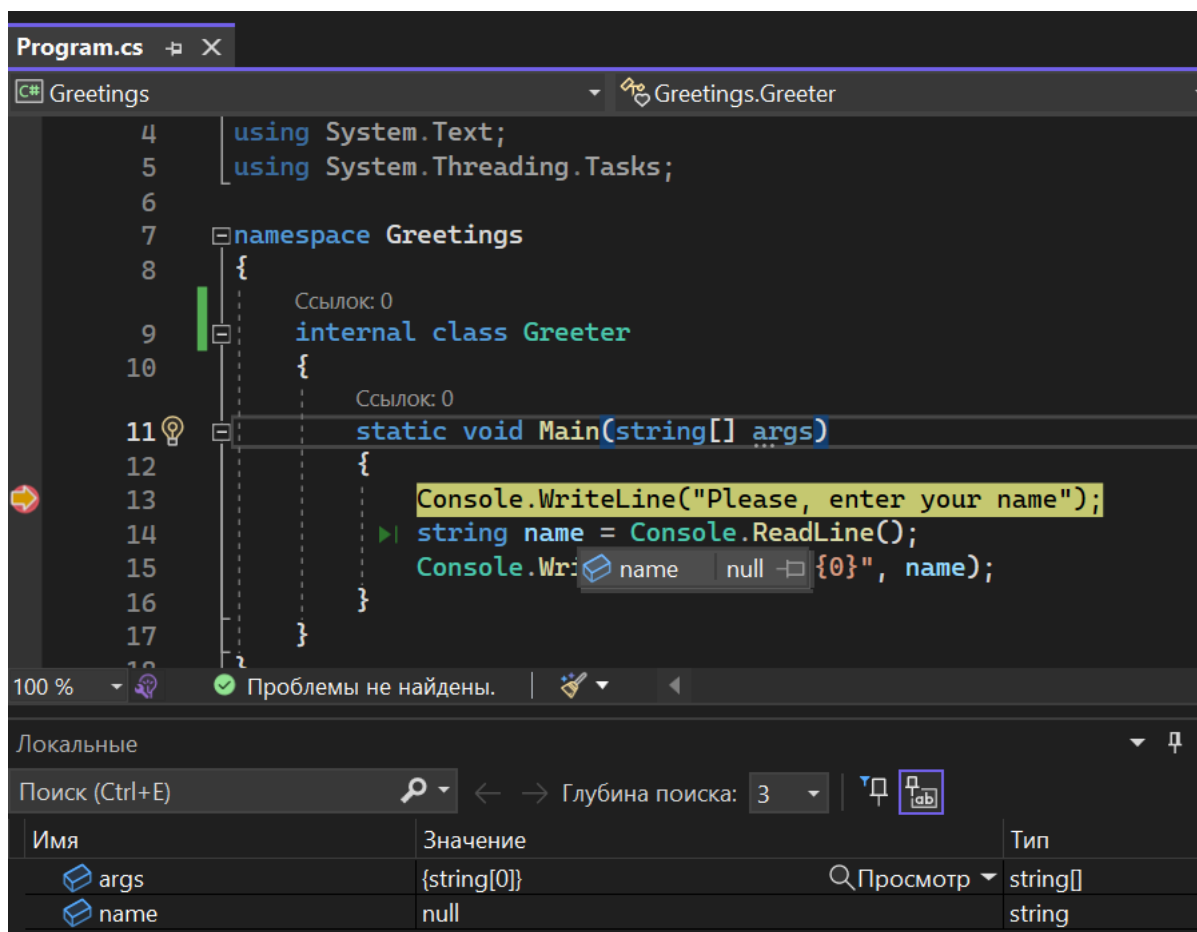 Program.cs
C# Greetings Greetings.Greeter
4 using System.Text;
5 using System.Threading.Tasks;
6
7 namespace Greetings
8 {
Ссылок: 0
9 internal class Greeter
10 {
Ссылок: 0
11 static void Main(string[] args)
12 {
13 Console.WriteLine("Please, enter your name");
14 string name = Console.ReadLine();
15 Console.Wri name null {0}", name);
16 }
17 }
18 }
100 % Проблемы не найдены.
Локальные
Поиск (Ctrl+E) Глубина поиска: 3 ab
Имя Значение Тип
args {string[0]} Просмотр string[]
name null string